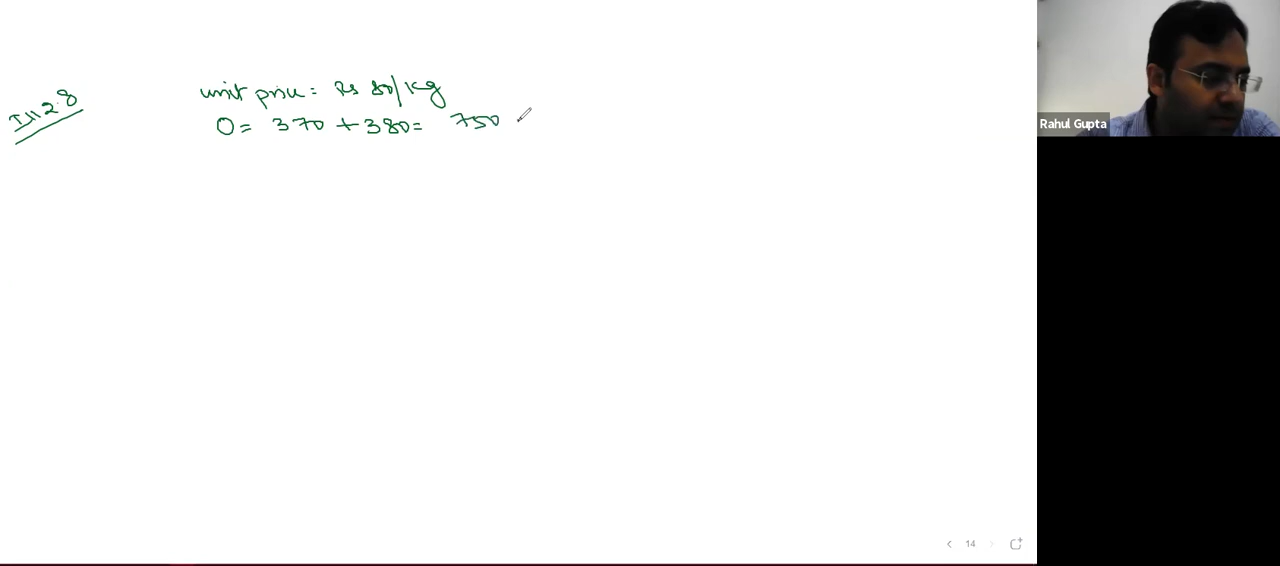 Ill 2.8
unit price = Rs 80/kg
O = 370 + 380 = 750
Rahul Gupta
14